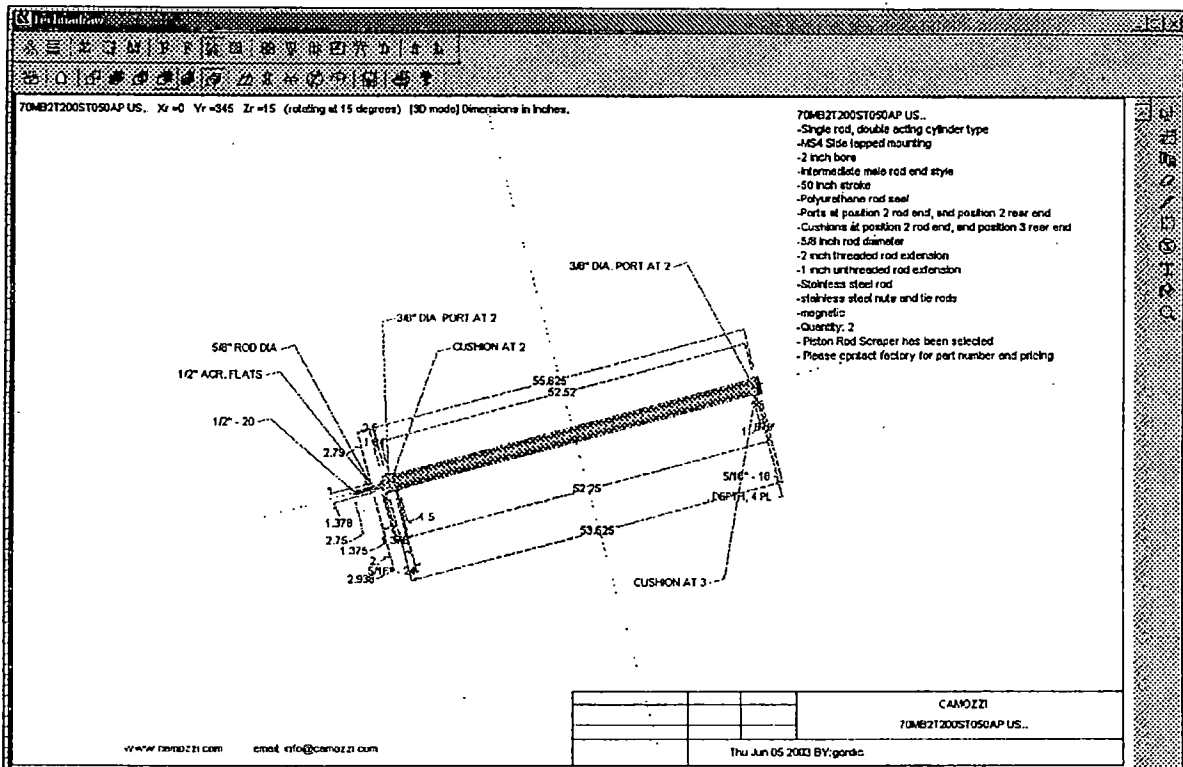 Technodraw
70MB2T200ST050AP US.. Xr =0 Yr =345 Zr =15 (rotating at 15 degrees) [3D mode] Dimensions in Inches.
70MB2T200ST050AP US..
-Single rod, double acting cylinder type
-MS4 Side tapped mounting
-2 inch bore
-Intermediate male rod end style
-50 inch stroke
-Polyurethane rod seal
-Ports at position 2 rod end, and position 2 rear end
-Cushions at position 2 rod end, and position 3 rear end
-5/8 inch rod diameter
-2 inch threaded rod extension
-1 inch unthreaded rod extension
-Stainless steel rod
-stainless steel nuts and tie rods
-magnetic
-Quantity: 2
- Piston Rod Scraper has been selected
- Please contact factory for part number and pricing
3/8" DIA. PORT AT 2
3/8" DIA PORT AT 2
CUSHION AT 2
5/8" ROD DIA
1/2" ACR. FLATS
1/2" - 20
55.625
52.52
2.79
5/16" - 18
DEPTH, 4 PL
52.25
53.625
1.378
2.75
1.375
2.938
CUSHION AT 3
CAMOZZI
70MB2T200ST050AP US..
www.camozzi.com email: info@camozzi.com
Thu Jun 05 2003 BY:gordic